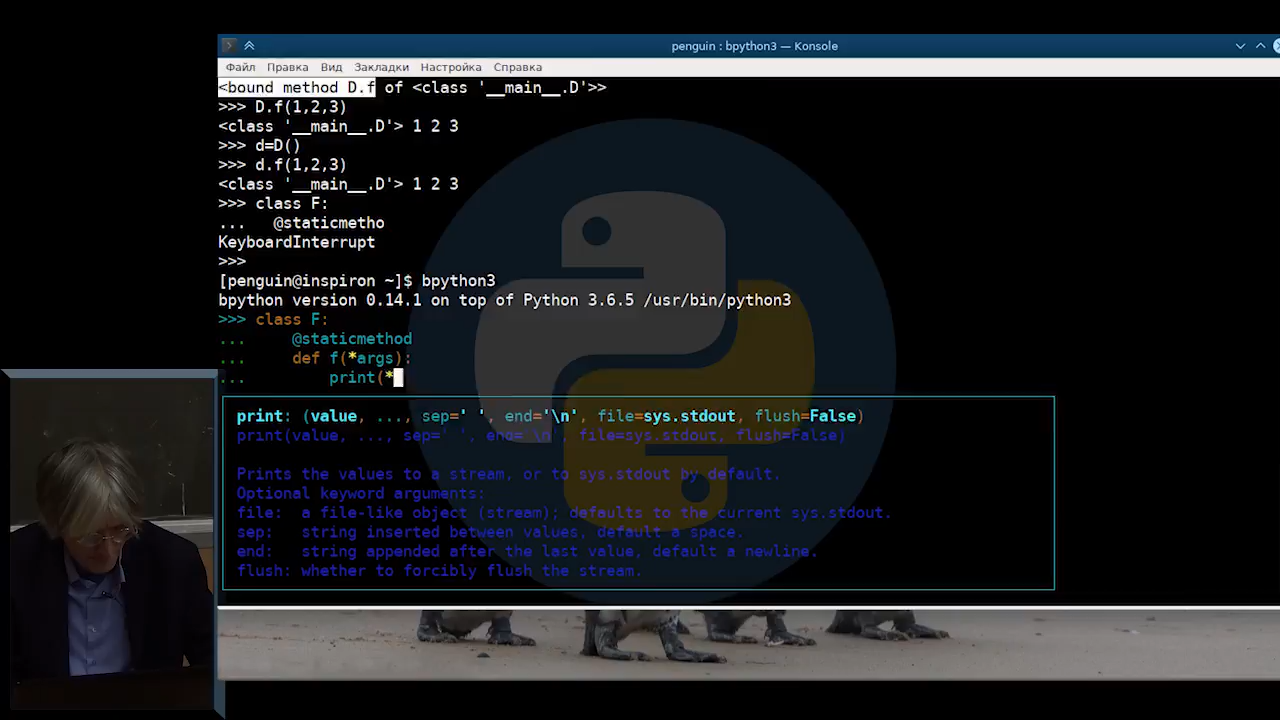 penguin : bpython3 — Konsole
Файл Правка Вид Закладки Настройка Справка
<bound method D.f of <class '__main__.D'>>
>>> D.f(1,2,3)
<class '__main__.D'> 1 2 3
>>> d=D()
>>> d.f(1,2,3)
<class '__main__.D'> 1 2 3
>>> class F:
...    @staticmetho
KeyboardInterrupt
>>>
[penguin@inspiron ~]$ bpython3
bpython version 0.14.1 on top of Python 3.6.5 /usr/bin/python3
>>> class F:
...     @staticmethod
...     def f(*args):
...         print(*
print: (value, ..., sep=' ', end='\n', file=sys.stdout, flush=False)
print(value, ..., sep=' ', end='\n', file=sys.stdout, flush=False)
Prints the values to a stream, or to sys.stdout by default.
Optional keyword arguments:
file:  a file-like object (stream); defaults to the current sys.stdout.
sep:   string inserted between values, default a space.
end:   string appended after the last value, default a newline.
flush: whether to forcibly flush the stream.